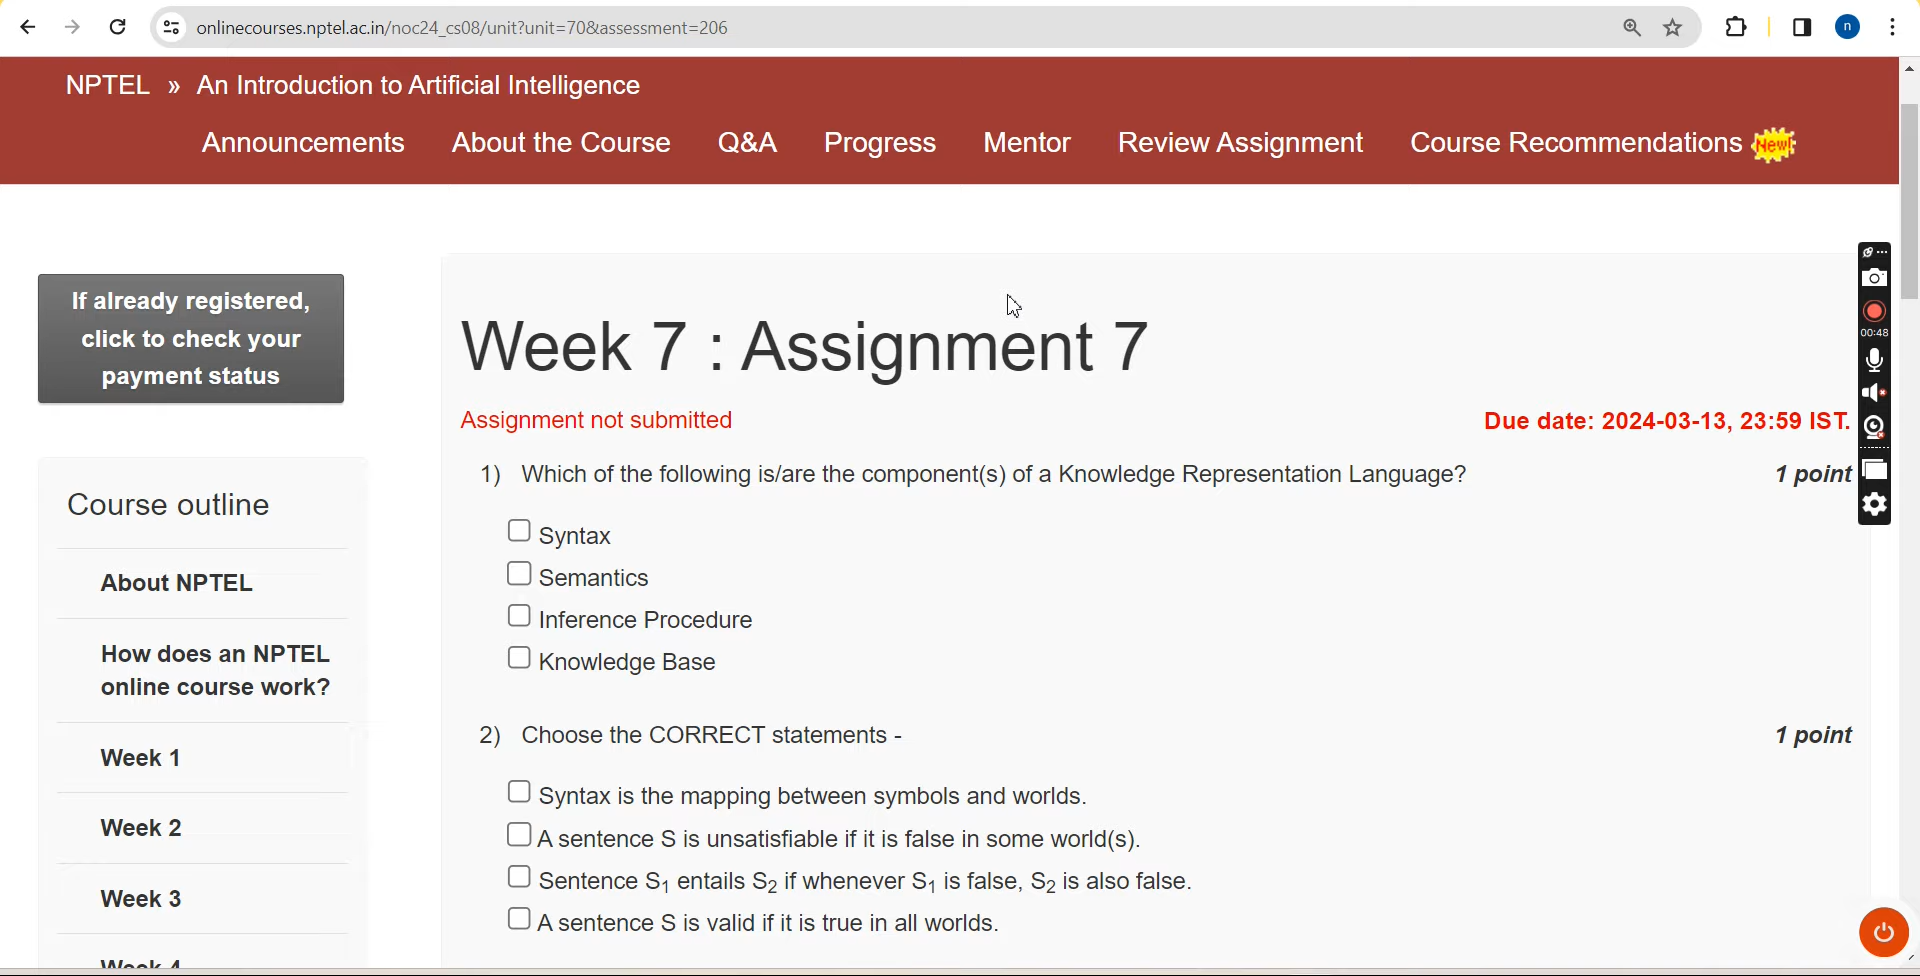 onlinecourses.nptel.ac.in/noc24_cs08/unit?unit=70&assessment=206
n
NPTEL » An Introduction to Artificial Intelligence
Announcements About the Course Q&A Progress Mentor Review Assignment Course Recommendations New!
If already registered,
click to check your
payment status
Course outline
About NPTEL
How does an NPTEL
online course work?
Week 1
Week 2
Week 3
Week 4
Week 7 : Assignment 7
Assignment not submitted Due date: 2024-03-13, 23:59 IST.
1) Which of the following is/are the component(s) of a Knowledge Representation Language? 1 point
Syntax
Semantics
Inference Procedure
Knowledge Base
2) Choose the CORRECT statements - 1 point
Syntax is the mapping between symbols and worlds.
A sentence S is unsatisfiable if it is false in some world(s).
Sentence S₁ entails S₂ if whenever S₁ is false, S₂ is also false.
A sentence S is valid if it is true in all worlds.
00:48